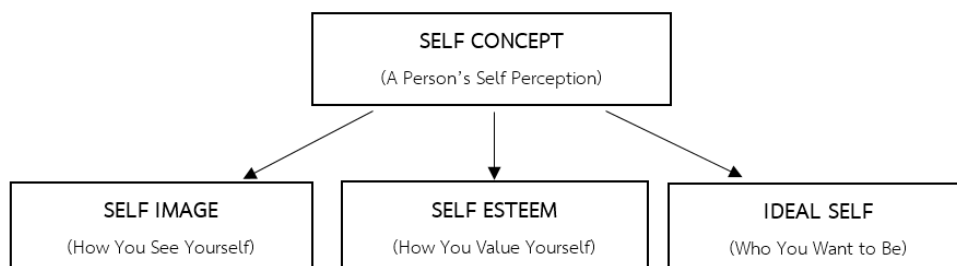 SELF CONCEPT
(A Person's Self Perception)
SELF IMAGE
(How You See Yourself)
SELF ESTEEM
(How You Value Yourself)
IDEAL SELF
(Who You Want to Be)